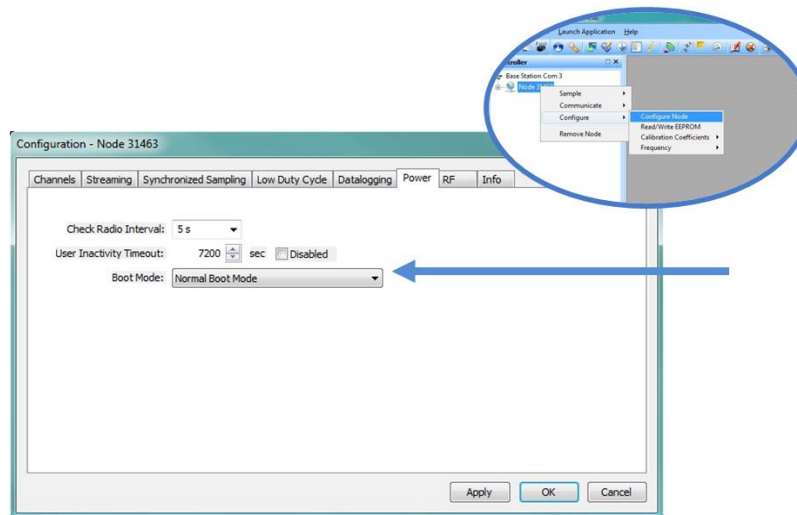 Launch Application Help
Base Station Com 3
Sample
Communicate
Configure
Remove Node
Configure Node
Read/Write EEPROM
Calibration Coefficients
Frequency
Configuration - Node 31463
Channels Streaming Synchronized Sampling Low Duty Cycle Datalogging Power RF Info
Check Radio Interval: 5 s
User Inactivity Timeout: 7200 sec Disabled
Boot Mode: Normal Boot Mode
Apply OK Cancel